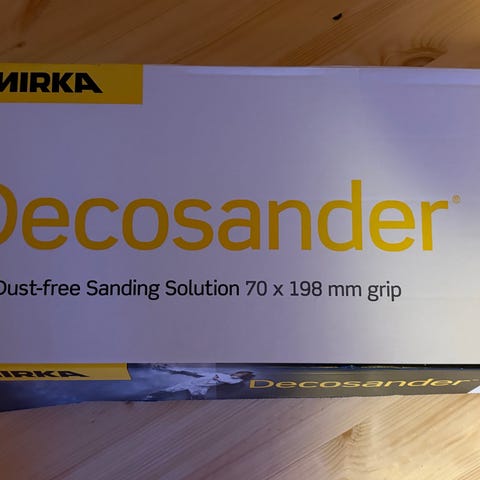 MIRKA
Decosander®
Dust-free Sanding Solution 70 x 198 mm grip
MIRKA
Decosander